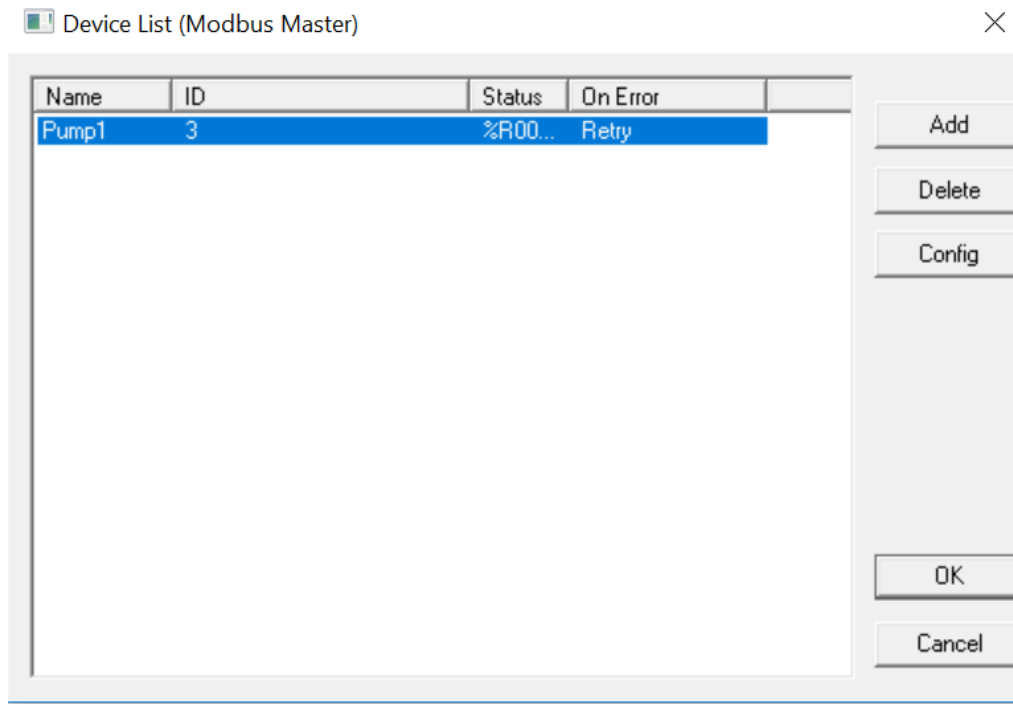 Device List (Modbus Master)
Name ID Status On Error
Pump1 3 %R00... Retry
Add
Delete
Config
OK
Cancel